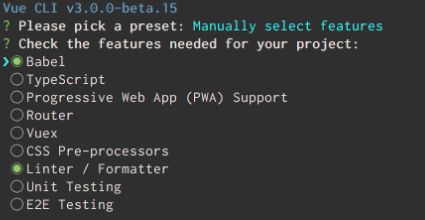 Vue CLI v3.0.0-beta.15
? Please pick a preset: Manually select features
? Check the features needed for your project:
❯◉ Babel
◯ TypeScript
◯ Progressive Web App (PWA) Support
◯ Router
◯ Vuex
◯ CSS Pre-processors
◉ Linter / Formatter
◯ Unit Testing
◯ E2E Testing